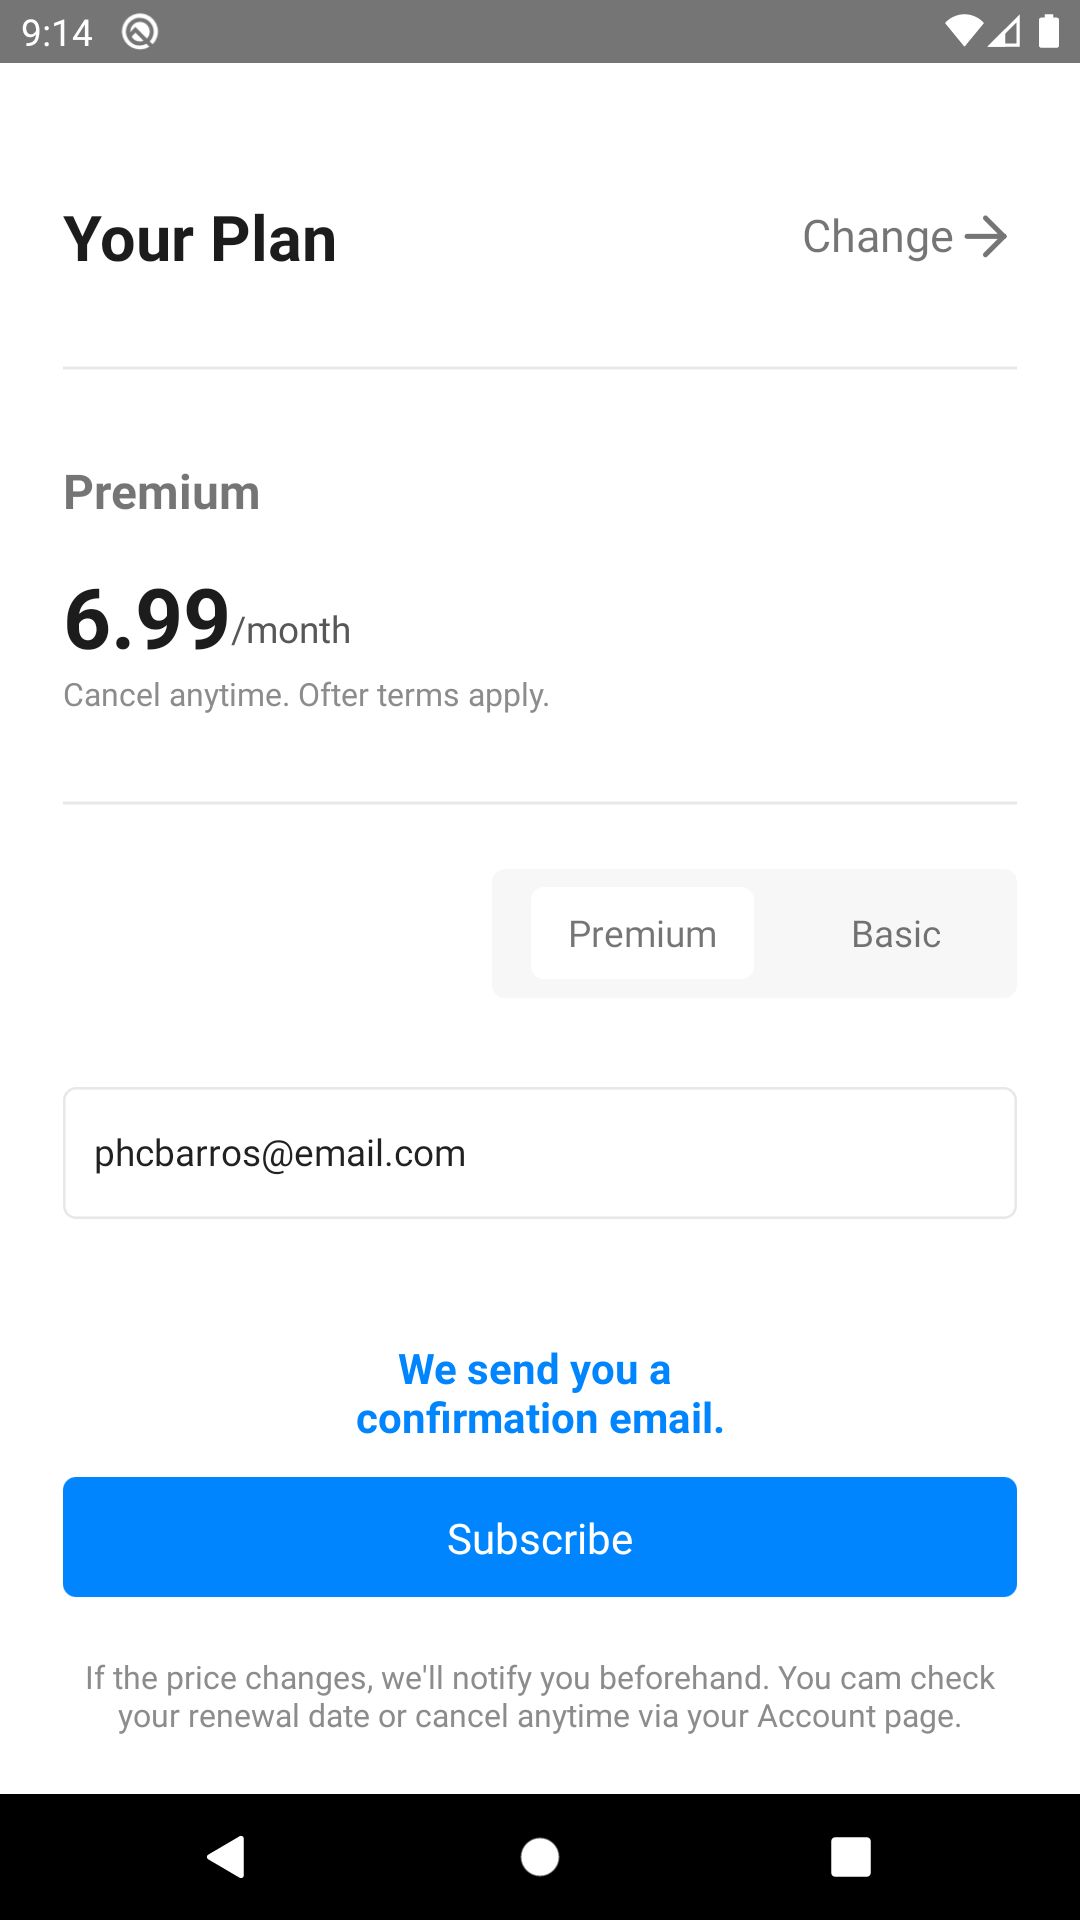 9:14
Your Plan
Change
Premium
6.99/month
Cancel anytime. Ofter terms apply.
Premium Basic
phcbarros@email.com
We send you a
confirmation email.
Subscribe
If the price changes, we'll notify you beforehand. You cam check
your renewal date or cancel anytime via your Account page.